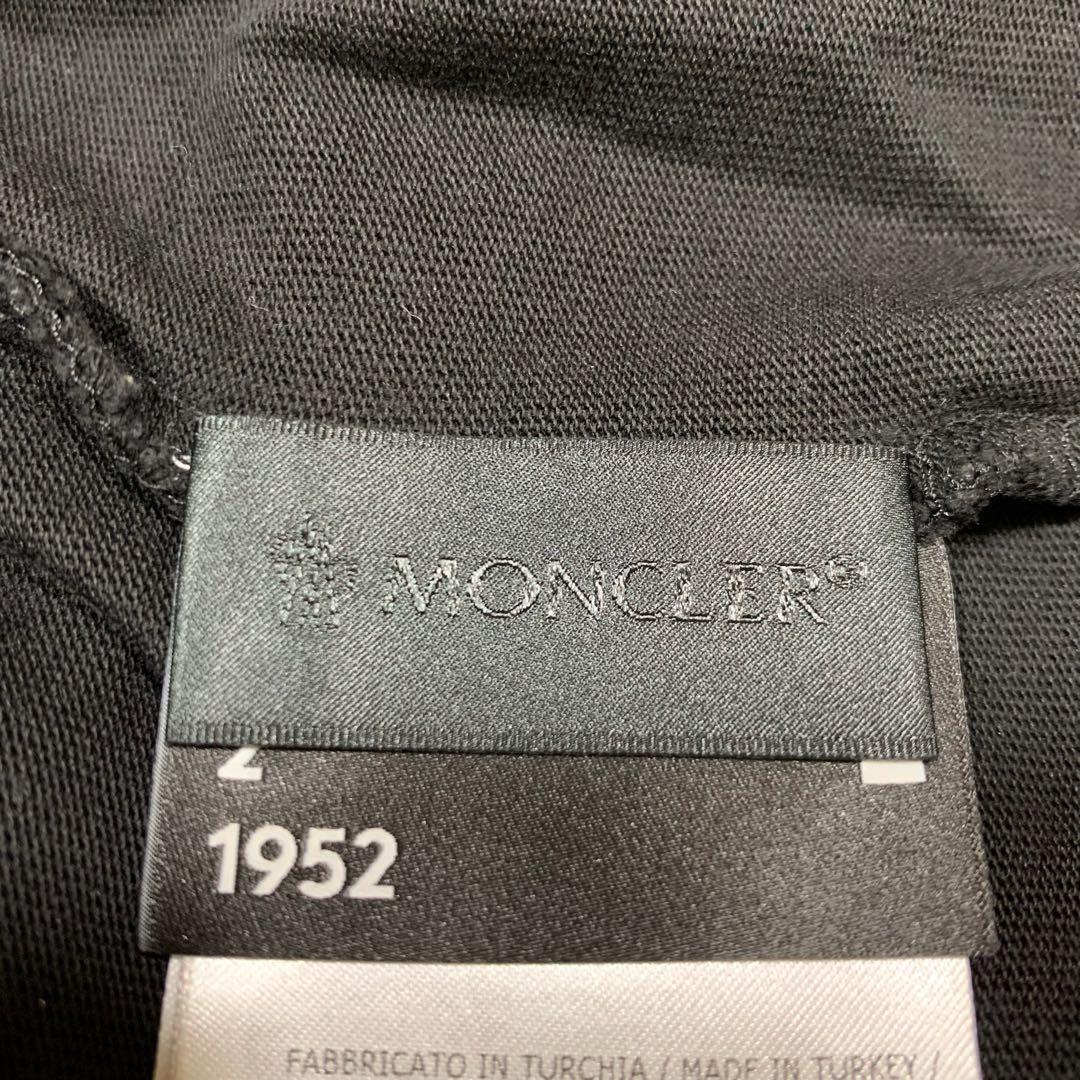 MONCLER
2
1952
FABBRICATO IN TURCHIA / MADE IN TURKEY /